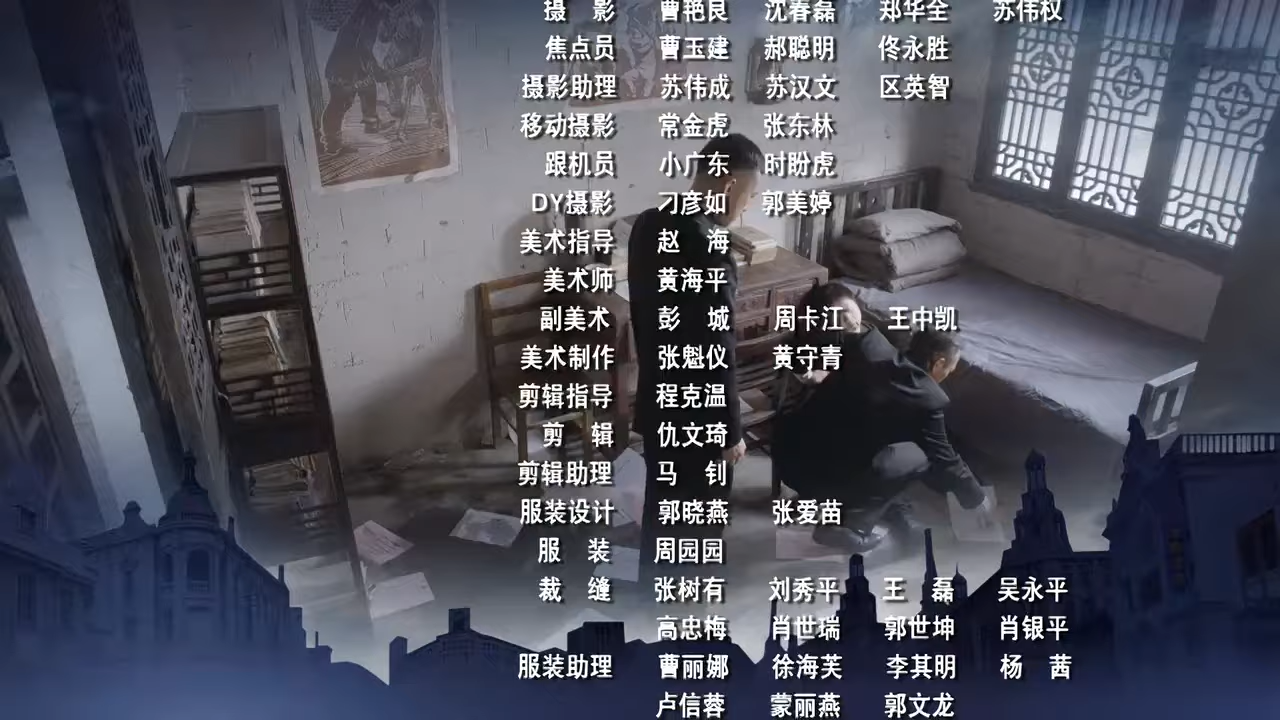 摄 影 曹艳良 沈春磊 郑华全 苏伟权
焦点员 曹玉建 郝聪明 佟永胜
摄影助理 苏伟成 苏汉文 区英智
移动摄影 常金虎 张东林
跟机员 小广东 时盼虎
DY摄影 刁彦如 郭美婷
美术指导 赵 海
美术师 黄海平
副美术 彭 城 周卡江 王中凯
美术制作 张魁仪 黄守青
剪辑指导 程克温
剪 辑 仇文琦
剪辑助理 马 钊
服装设计 郭晓燕 张爱苗
服 装 周园园
裁 缝 张树有 刘秀平 王 磊 吴永平
高忠梅 肖世瑞 郭世坤 肖银平
服装助理 曹丽娜 徐海芙 李其明 杨 茜
卢信蓉 蒙丽燕 郭文龙